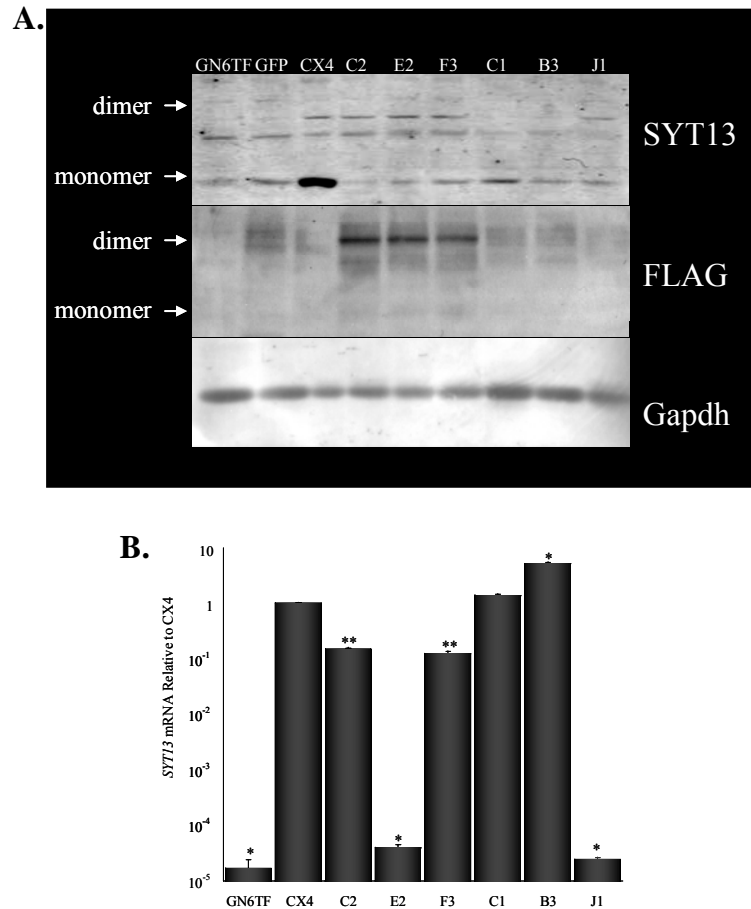 A.
GN6TF GFP CX4 C2 E2 F3 C1 B3 J1
dimer
SYT13
monomer
dimer
FLAG
monomer
Gapdh
B.
SYT13 mRNA Relative to CX4
10
1
10⁻¹
10⁻²
10⁻³
10⁻⁴
10⁻⁵
*
**
*
**
*
*
GN6TF CX4 C2 E2 F3 C1 B3 J1